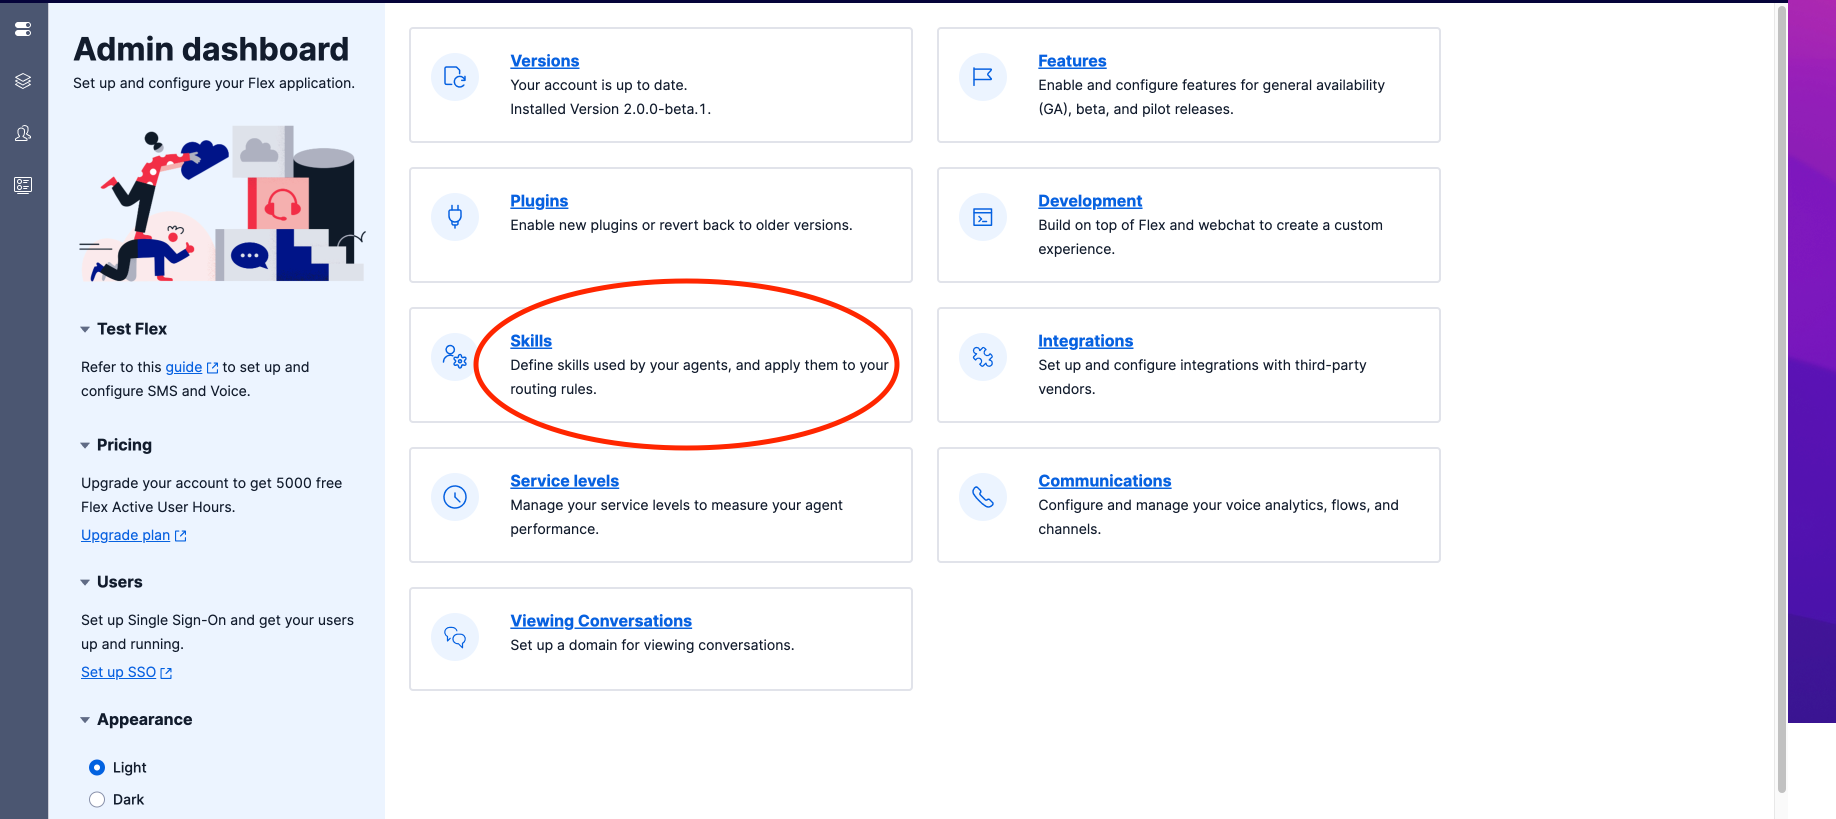 Admin dashboard
Set up and configure your Flex application.
Test Flex
Refer to this guide to set up and
configure SMS and Voice.
Pricing
Upgrade your account to get 5000 free
Flex Active User Hours.
Upgrade plan
Users
Set up Single Sign-On and get your users
up and running.
Set up SSO
Appearance
Light
Dark
Versions
Your account is up to date.
Installed Version 2.0.0-beta.1.
Features
Enable and configure features for general availability
(GA), beta, and pilot releases.
Plugins
Enable new plugins or revert back to older versions.
Development
Build on top of Flex and webchat to create a custom
experience.
Skills
Define skills used by your agents, and apply them to your
routing rules.
Integrations
Set up and configure integrations with third-party
vendors.
Service levels
Manage your service levels to measure your agent
performance.
Communications
Configure and manage your voice analytics, flows, and
channels.
Viewing Conversations
Set up a domain for viewing conversations.